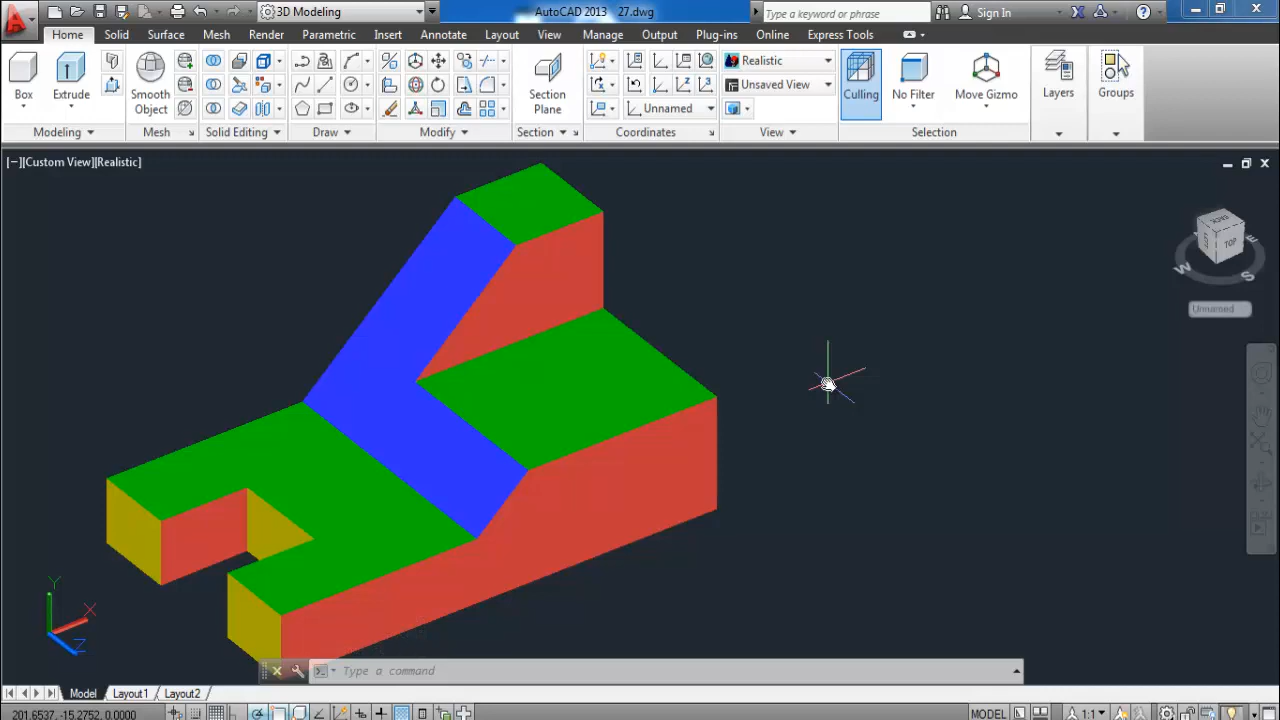 3D Modeling
AutoCAD 2013 27.dwg
Type a keyword or phrase
Sign In
Home Solid Surface Mesh Render Parametric Insert Annotate Layout View Manage Output Plug-ins Online Express Tools
Box
Extrude
Smooth
Object
Section
Plane
Realistic
Unsaved View
Unnamed
Culling
No Filter
Move Gizmo
Layers
Groups
Modeling
Mesh
Solid Editing
Draw
Modify
Section
Coordinates
View
Selection
[−][Custom View][Realistic]
TOP
W
S
E
Unnamed
Y
X
Z
Type a command
Model Layout1 Layout2
201.6537, -15.2752, 0.0000
MODEL
1:1